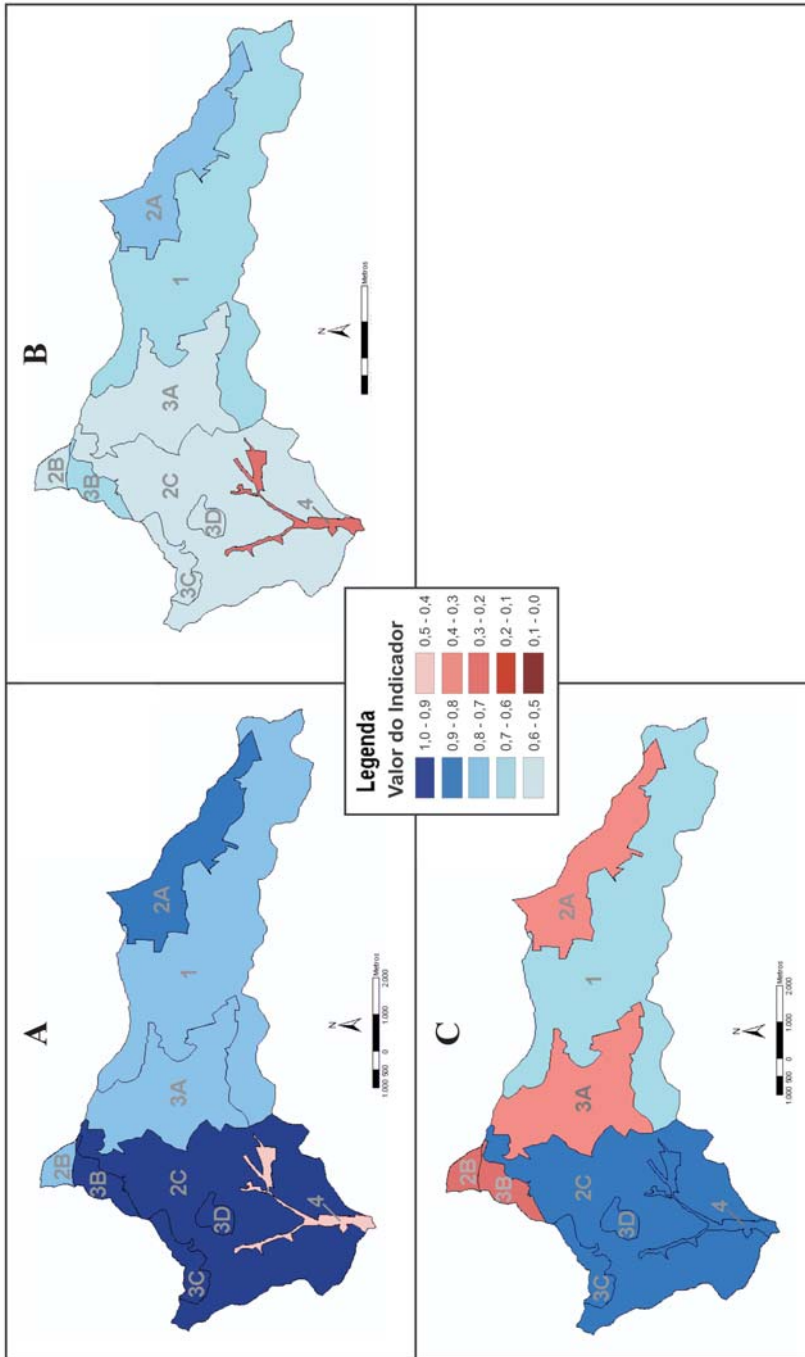 A
2B
3B
3C
2C
3D
4
3A
1
2A
N
1.000 500 0 1.000 2.000
Metros
B
2B
3B
3C
2C
3D
4
3A
1
2A
N
Metros
Legenda
Valor do Indicador
1,0 - 0,9 0,5 - 0,4
0,9 - 0,8 0,4 - 0,3
0,8 - 0,7 0,3 - 0,2
0,7 - 0,6 0,2 - 0,1
0,6 - 0,5 0,1 - 0,0
C
2B
3B
3C
2C
3D
4
3A
1
2A
N
1.000 500 0 1.000 2.000
Metros